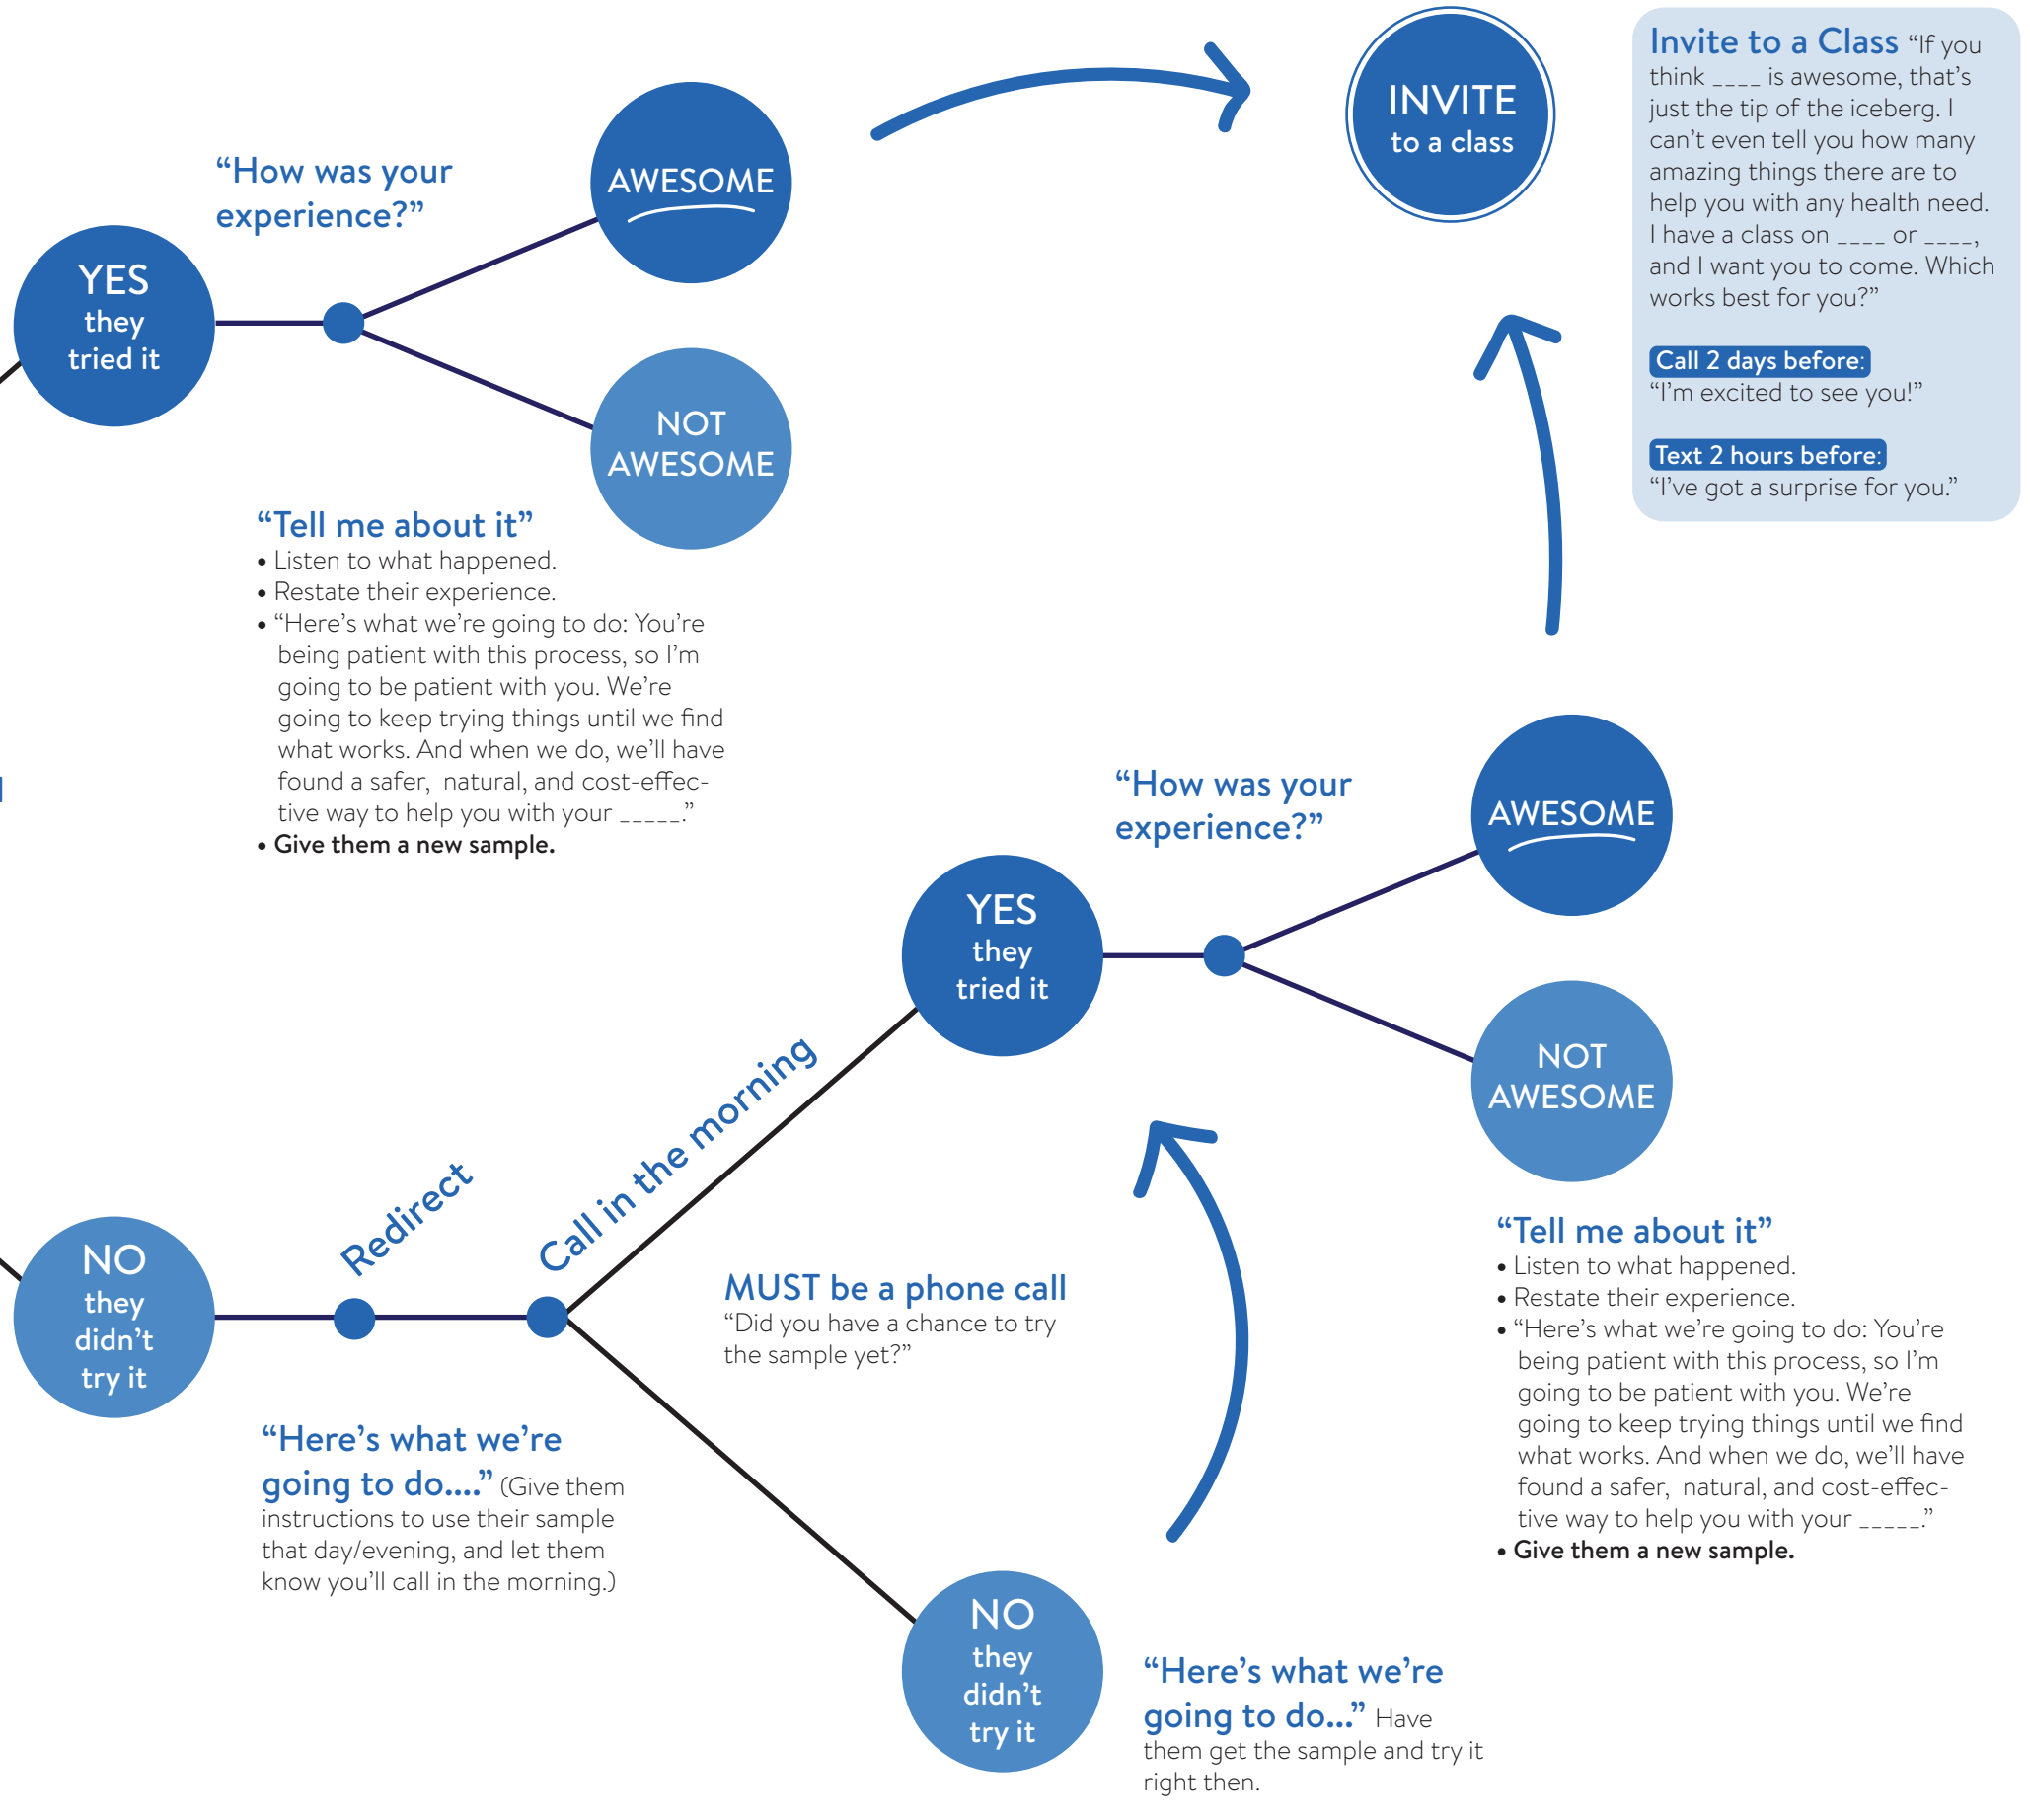 “How was your
experience?”
YES
they
tried it
AWESOME
NOT
AWESOME
“Tell me about it”
• Listen to what happened.
• Restate their experience.
• “Here’s what we’re going to do: You’re
being patient with this process, so I’m
going to be patient with you. We’re
going to keep trying things until we find
what works. And when we do, we’ll have
found a safer, natural, and cost-effec-
tive way to help you with your _____.”
• Give them a new sample.
INVITE
to a class
Invite to a Class “If you
think ____ is awesome, that’s
just the tip of the iceberg. I
can’t even tell you how many
amazing things there are to
help you with any health need.
I have a class on ____ or ____,
and I want you to come. Which
works best for you?”
Call 2 days before:
“I’m excited to see you!”
Text 2 hours before:
“I’ve got a surprise for you.”
NO
they
didn’t
try it
Redirect
Call in the morning
“Here’s what we’re
going to do....” (Give them
instructions to use their sample
that day/evening, and let them
know you’ll call in the morning.)
MUST be a phone call
“Did you have a chance to try
the sample yet?”
YES
they
tried it
“How was your
experience?”
AWESOME
NOT
AWESOME
“Tell me about it”
• Listen to what happened.
• Restate their experience.
• “Here’s what we’re going to do: You’re
being patient with this process, so I’m
going to be patient with you. We’re
going to keep trying things until we find
what works. And when we do, we’ll have
found a safer, natural, and cost-effec-
tive way to help you with your _____.”
• Give them a new sample.
NO
they
didn’t
try it
“Here’s what we’re
going to do...” Have
them get the sample and try it
right then.